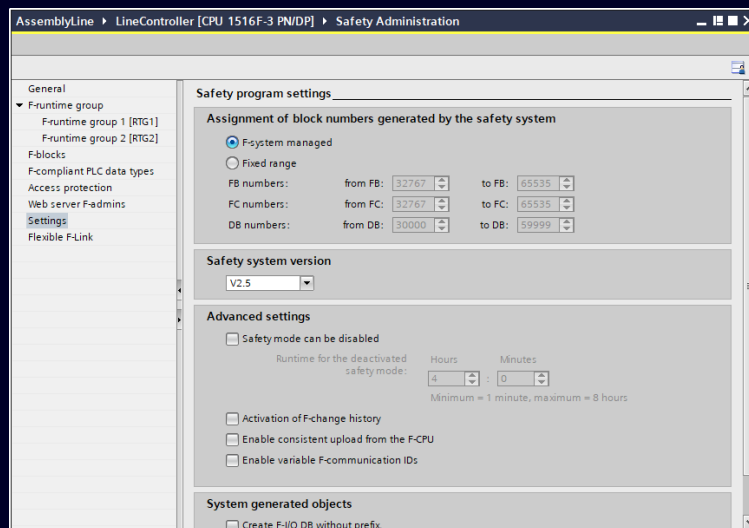 AssemblyLine ▸ LineController [CPU 1516F-3 PN/DP] ▸ Safety Administration
General
F-runtime group
F-runtime group 1 [RTG1]
F-runtime group 2 [RTG2]
F-blocks
F-compliant PLC data types
Access protection
Web server F-admins
Settings
Flexible F-Link
Safety program settings
Assignment of block numbers generated by the safety system
F-system managed
Fixed range
FB numbers: from FB: 32767 to FB: 65535
FC numbers: from FC: 32767 to FC: 65535
DB numbers: from DB: 30000 to DB: 59999
Safety system version
V2.5
Advanced settings
Safety mode can be disabled
Runtime for the deactivated Hours Minutes
safety mode: 4 : 0
Minimum = 1 minute, maximum = 8 hours
Activation of F-change history
Enable consistent upload from the F-CPU
Enable variable F-communication IDs
System generated objects
Create F-I/O DB without prefix